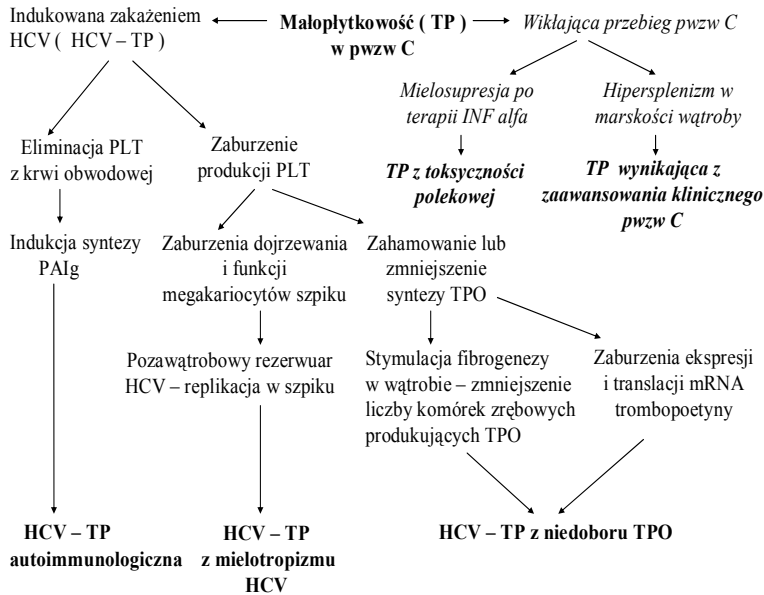 Indukowana zakażeniem
HCV ( HCV – TP )
Małopłytkowość ( TP )
w pwzw C
Wikłająca przebieg pwzw C
Mielosupresja po
terapii INF alfa
Hipersplenizm w
marskości wątroby
Eliminacja PLT
z krwi obwodowej
Zaburzenie
produkcji PLT
TP z toksyczności
polekowej
TP wynikająca z
zaawansowania klinicznego
pwzw C
Indukcja syntezy
PAIg
Zaburzenia dojrzewania
i funkcji
megakariocytów szpiku
Zahamowanie lub
zmniejszenie
syntezy TPO
Pozawątrobowy rezerwuar
HCV – replikacja w szpiku
Stymulacja fibrogenezy
w wątrobie – zmniejszenie
liczby komórek zrębowych
produkujących TPO
Zaburzenia ekspresji
i translacji mRNA
trombopoetyny
HCV – TP
autoimmunologiczna
HCV – TP
z mielotropizmu
HCV
HCV – TP z niedoboru TPO